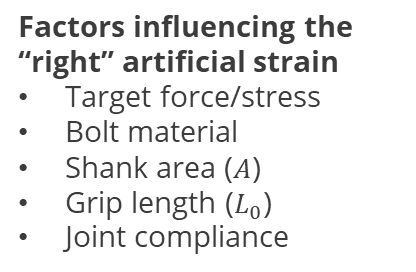 Factors influencing the
“right” artificial strain
• Target force/stress
• Bolt material
• Shank area (A)
• Grip length (L₀)
• Joint compliance